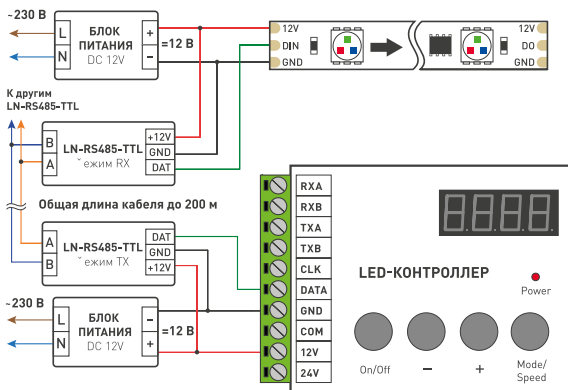 ~230 В
L
N
БЛОК
ПИТАНИЯ
DC 12V
+
−
=12 В
12V
DIN
GND
12V
DO
GND
К другим
LN-RS485-TTL
B
A
LN-RS485-TTL
ˇежим RX
+12V
GND
DAT
Общая длина кабеля до 200 м
A
B
LN-RS485-TTL
ˇежим TX
DAT
GND
+12V
~230 В
L
N
БЛОК
ПИТАНИЯ
DC 12V
−
+
=12 В
RXA
RXB
TXA
TXB
CLK
DATA
GND
COM
12V
24V
8888
LED-КОНТРОЛЛЕР
Power
On/Off
−
+
Mode/
Speed